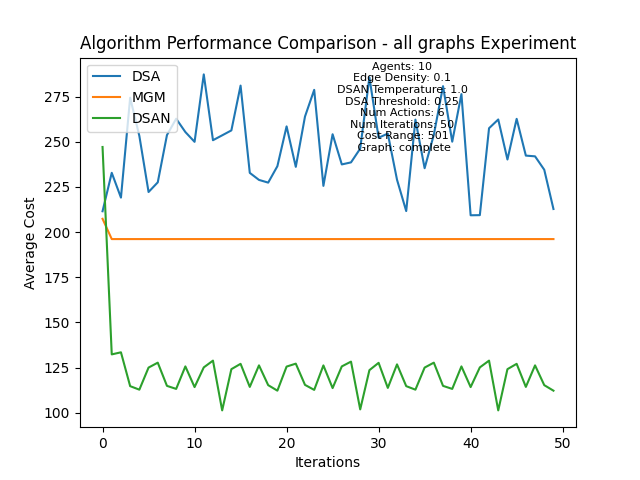 Algorithm Performance Comparison - all graphs Experiment
DSA
MGM
DSAN
Agents: 10
Edge Density: 0.1
DSAN Temperature: 1.0
DSA Threshold: 0.25
Num Actions: 6
Num Iterations: 50
Cost Range: 501
Graph: complete
Average Cost
275
250
225
200
175
150
125
100
0 10 20 30 40 50
Iterations